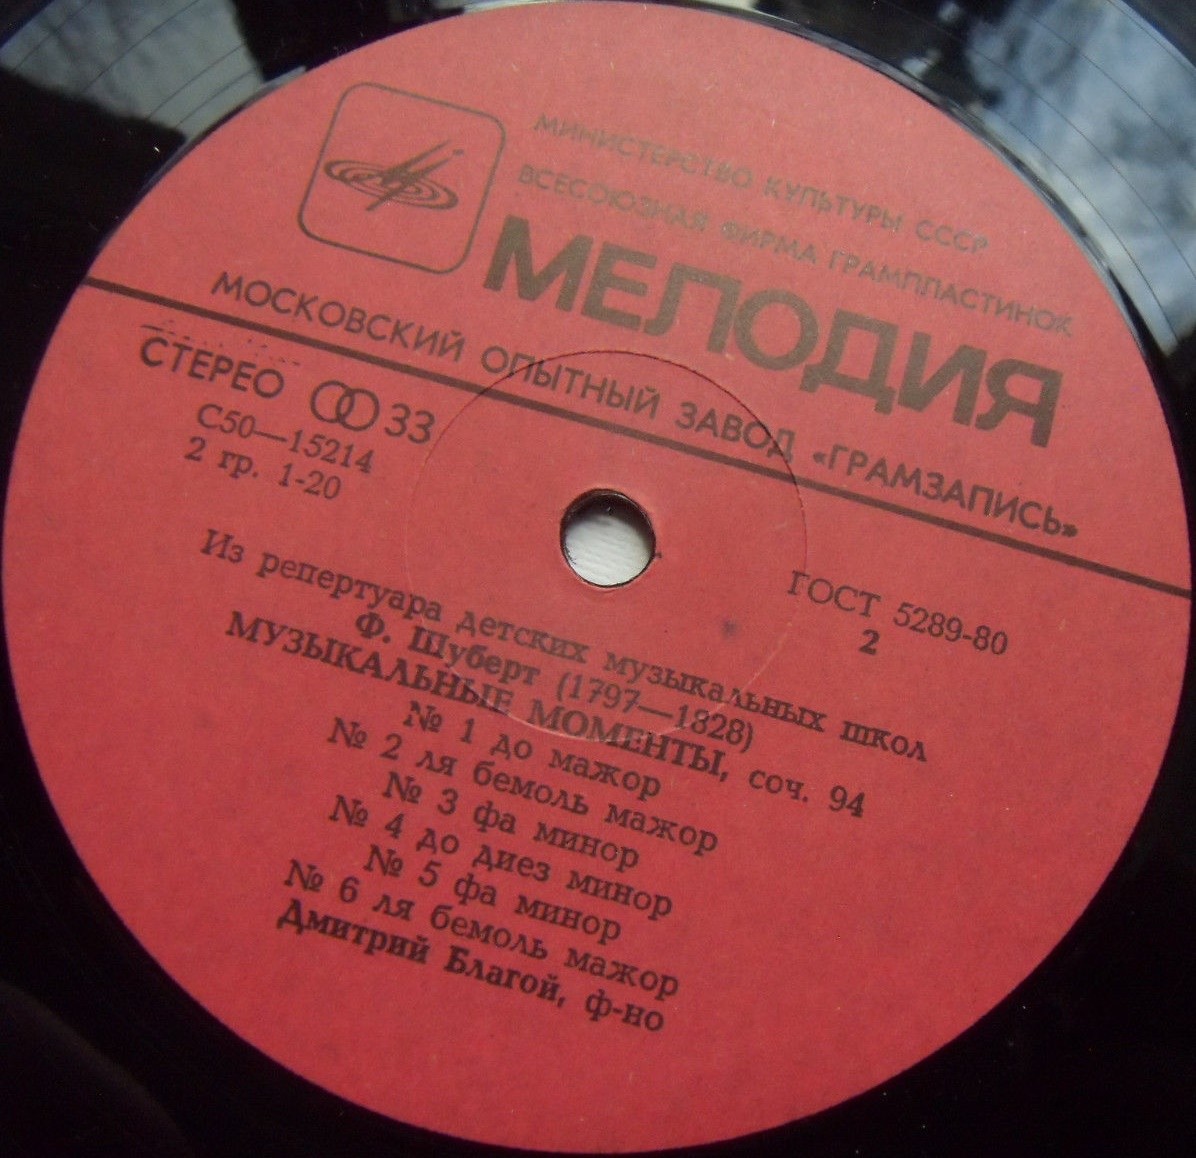 МИНИСТЕРСТВО КУЛЬТУРЫ СССР
ВСЕСОЮЗНАЯ ФИРМА ГРАМПЛАСТИНОК
МЕЛОДИЯ
МОСКОВСКИЙ ОПЫТНЫЙ ЗАВОД «ГРАМЗАПИСЬ»
СТЕРЕО 33
С50—15214
2 гр. 1-20
ГОСТ 5289-80
2
Из репертуара детских музыкальных школ
Ф. Шуберт (1797—1828)
МУЗЫКАЛЬНЫЕ МОМЕНТЫ, соч. 94
№ 1 до мажор
№ 2 ля бемоль мажор
№ 3 фа минор
№ 4 до диез минор
№ 5 фа минор
№ 6 ля бемоль мажор
Дмитрий Благой, ф-но